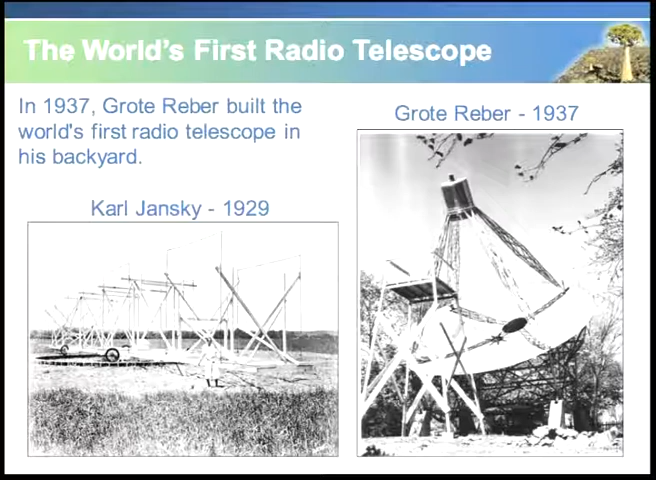 The World's First Radio Telescope
In 1937, Grote Reber built the
world's first radio telescope in
his backyard.
Karl Jansky - 1929
Grote Reber - 1937